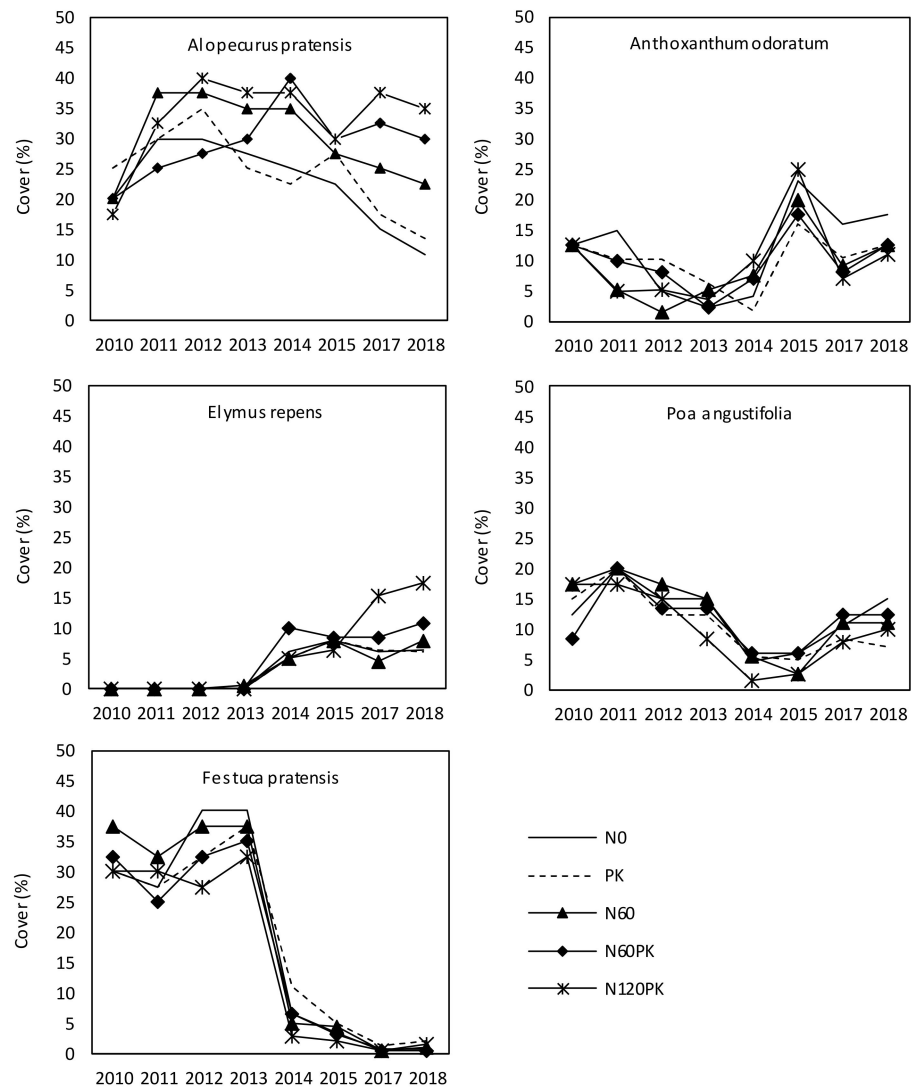 Alopecurus pratensis
50
45
40
35
30
25
20
15
10
5
0
Cover (%)
2010 2011 2012 2013 2014 2015 2017 2018
Anthoxanthum odoratum
50
45
40
35
30
25
20
15
10
5
0
Cover (%)
2010 2011 2012 2013 2014 2015 2017 2018
Elymus repens
50
45
40
35
30
25
20
15
10
5
0
Cover (%)
2010 2011 2012 2013 2014 2015 2017 2018
Poa angustifolia
50
45
40
35
30
25
20
15
10
5
0
Cover (%)
2010 2011 2012 2013 2014 2015 2017 2018
Festuca pratensis
50
45
40
35
30
25
20
15
10
5
0
Cover (%)
2010 2011 2012 2013 2014 2015 2017 2018
N0
PK
N60
N60PK
N120PK